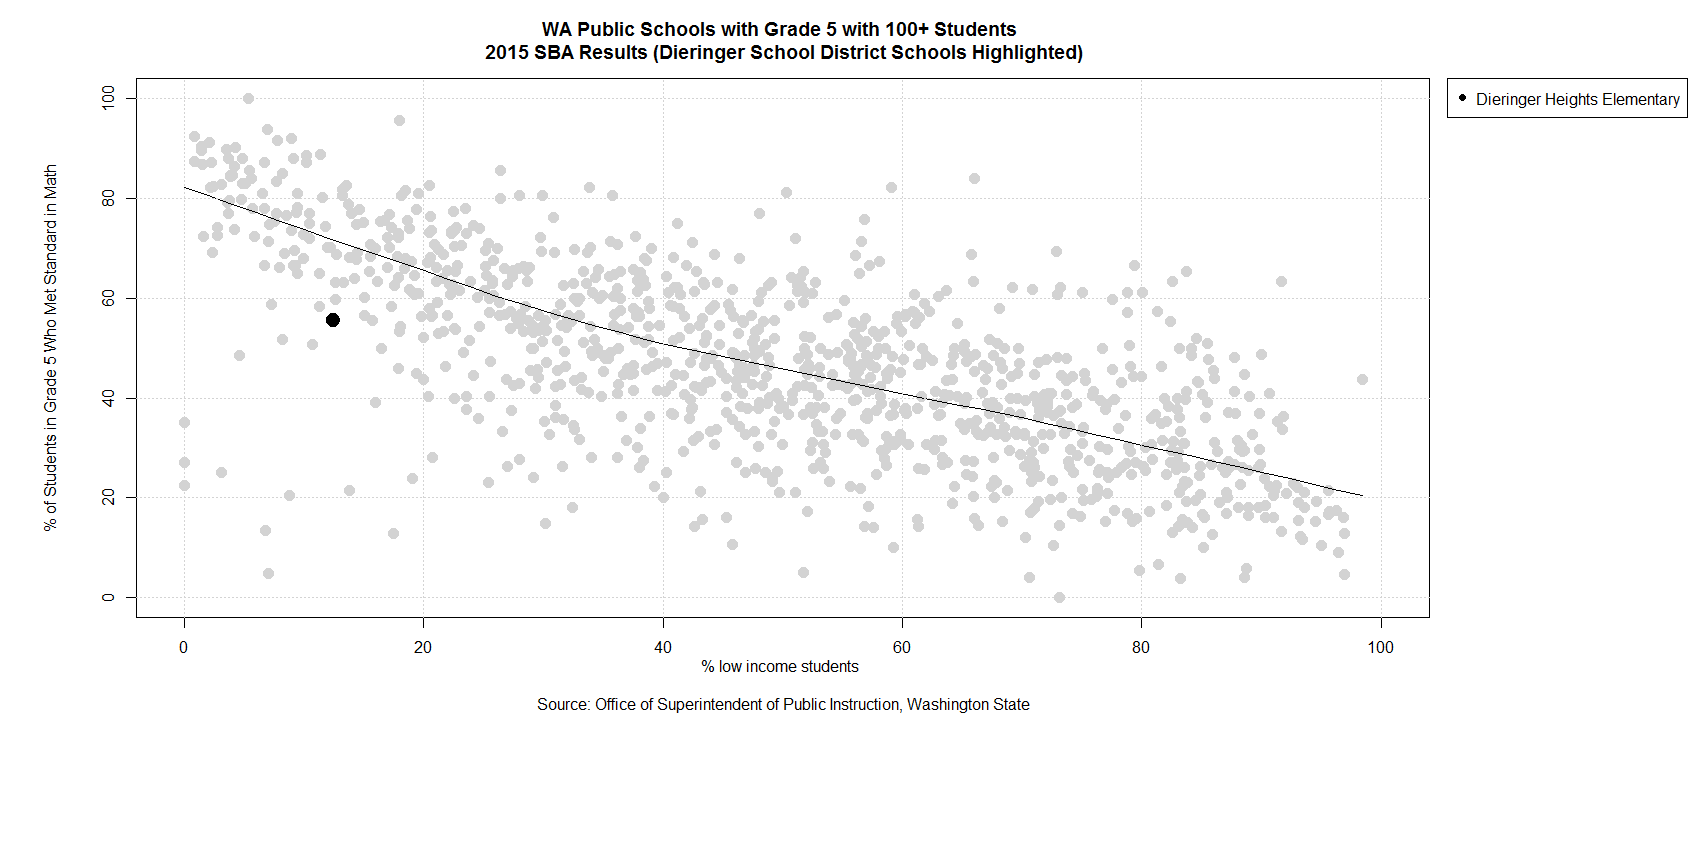 WA Public Schools with Grade 5 with 100+ Students
2015 SBA Results (Dieringer School District Schools Highlighted)
Dieringer Heights Elementary
% of Students in Grade 5 Who Met Standard in Math
100
80
60
40
20
0
0 20 40 60 80 100
% low income students
Source: Office of Superintendent of Public Instruction, Washington State